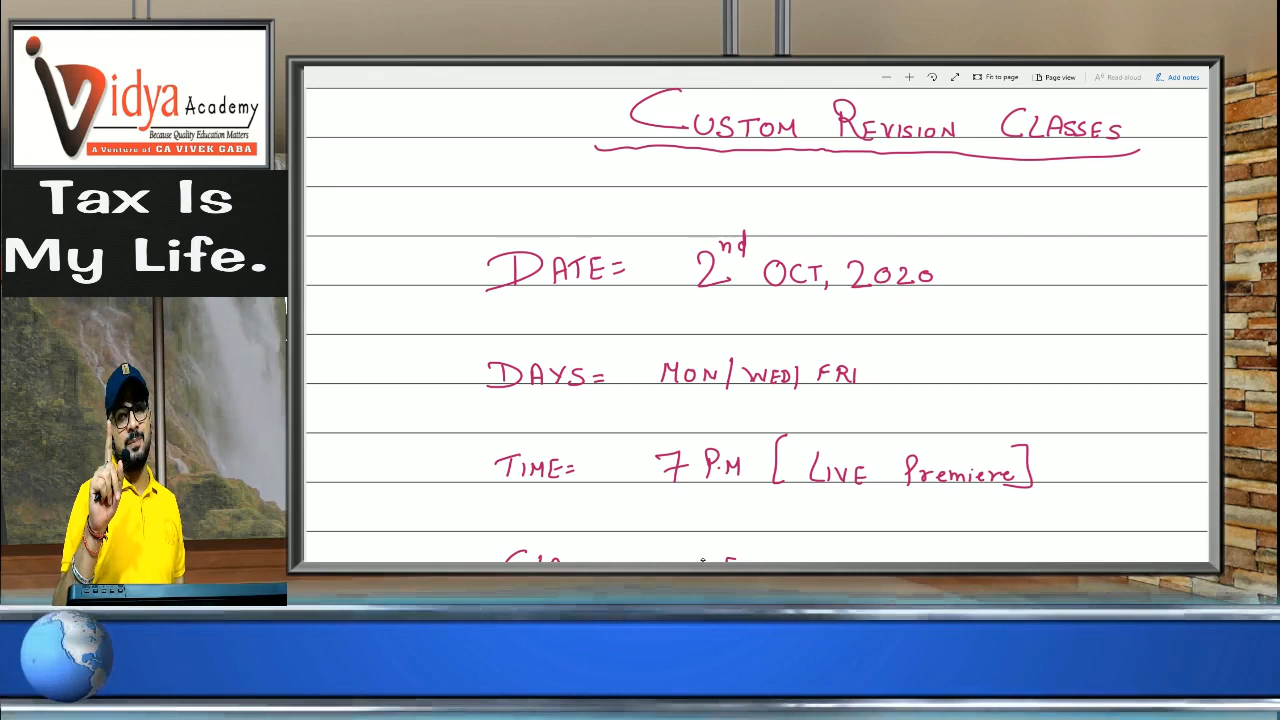 Vidya Academy
Because Quality Education Matters
A Venture of CA VIVEK GABA
Tax Is
My Life.
Fit to page
Page view
Read aloud
Add notes
CUSTOM REVISION CLASSES
DATE= 2nd OCT, 2020
DAYS= MON/WED/FRI
TIME= 7 P.M [LIVE Premiere]